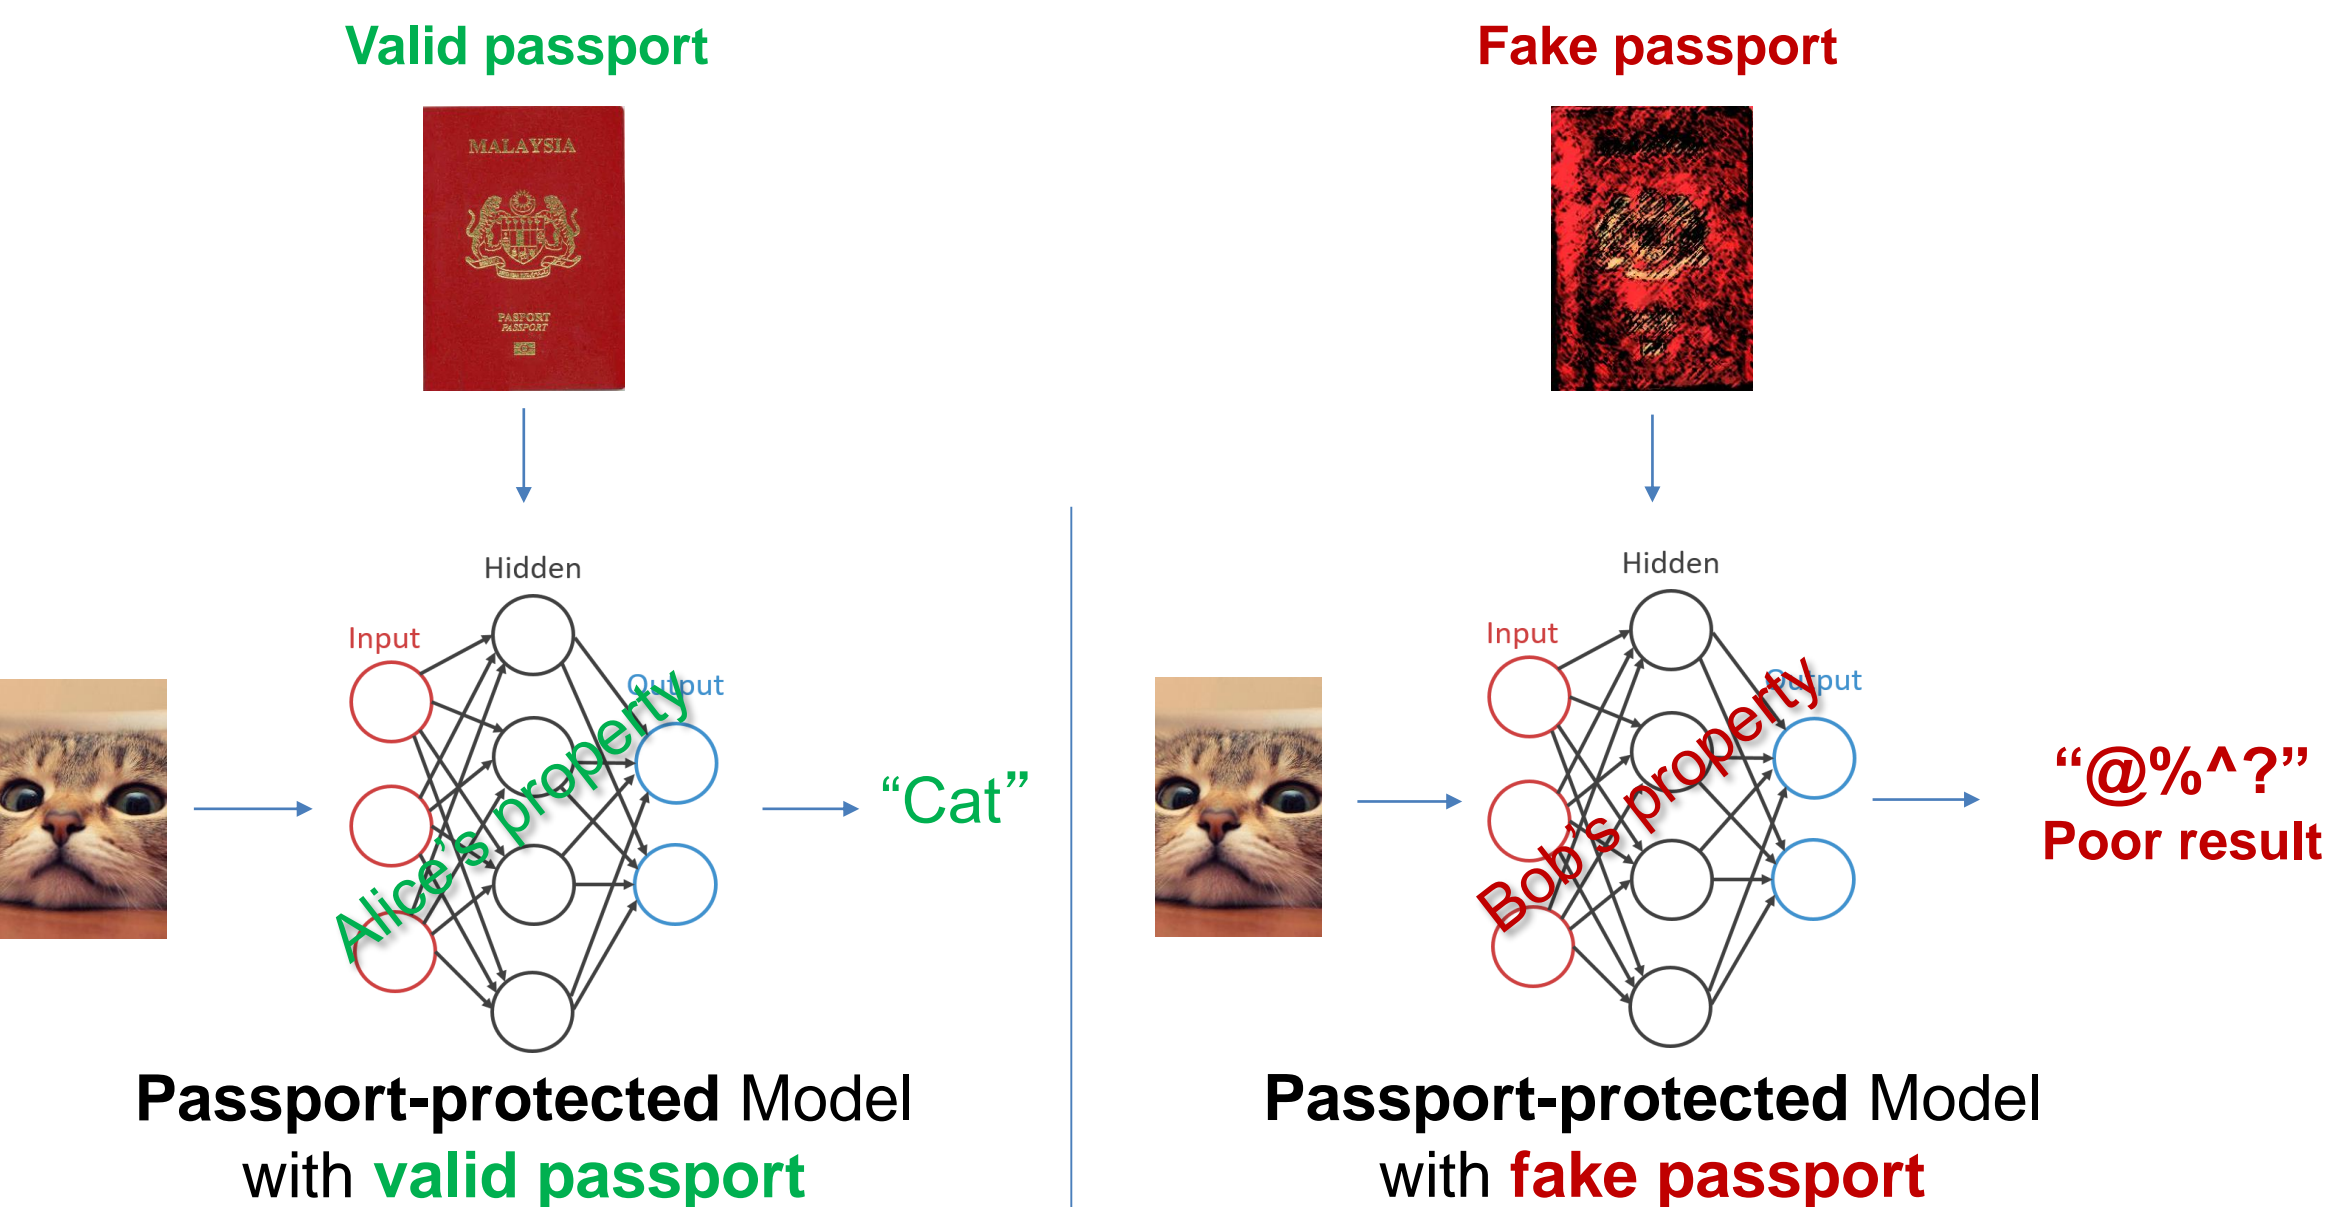 Valid passport
MALAYSIA
PASPORT
PASSPORT
Hidden
Input
Output
Alice's property
“Cat”
Passport-protected Model
with valid passport
Fake passport
Hidden
Input
Output
Bob's property
“@%^?”
Poor result
Passport-protected Model
with fake passport